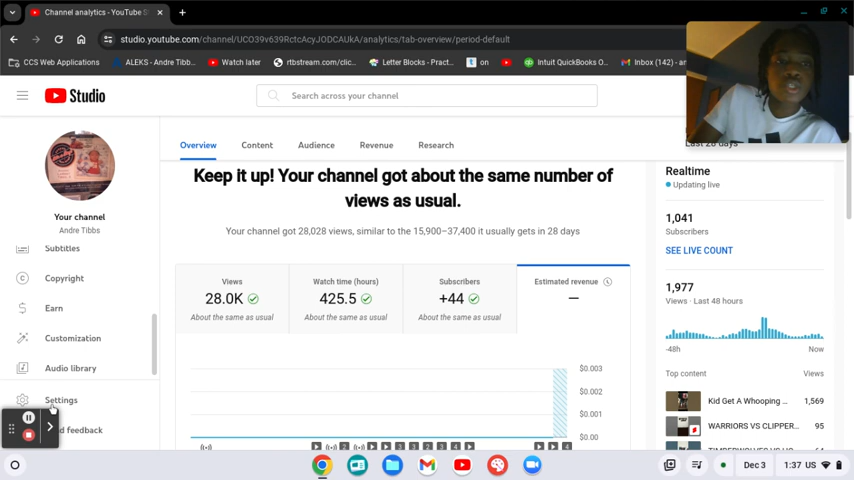 Channel analytics - YouTube S
studio.youtube.com/channel/UCO39v639RctcAcyJODCAUkA/analytics/tab-overview/period-default
CCS Web Applications
ALEKS - Andre Tibb...
Watch later
rtbstream.com/clic...
Letter Blocks - Pract...
on
Intuit QuickBooks O...
Inbox (142) - an
Studio
Search across your channel
Your channel
Andre Tibbs
Subtitles
Copyright
Earn
Customization
Audio library
Settings
d feedback
Overview
Content
Audience
Revenue
Research
Keep it up! Your channel got about the same number of
views as usual.
Your channel got 28,028 views, similar to the 15,900–37,400 it usually gets in 28 days
Views
28.0K
About the same as usual
Watch time (hours)
425.5
About the same as usual
Subscribers
+44
About the same as usual
Estimated revenue
—
$0.003
$0.002
$0.001
$0.00
Last 28 days
Realtime
Updating live
1,041
Subscribers
SEE LIVE COUNT
1,977
Views · Last 48 hours
-48h
Now
Top content
Views
Kid Get A Whooping ...
1,569
WARRIORS VS CLIPPER...
95
Dec 3
1:37 US